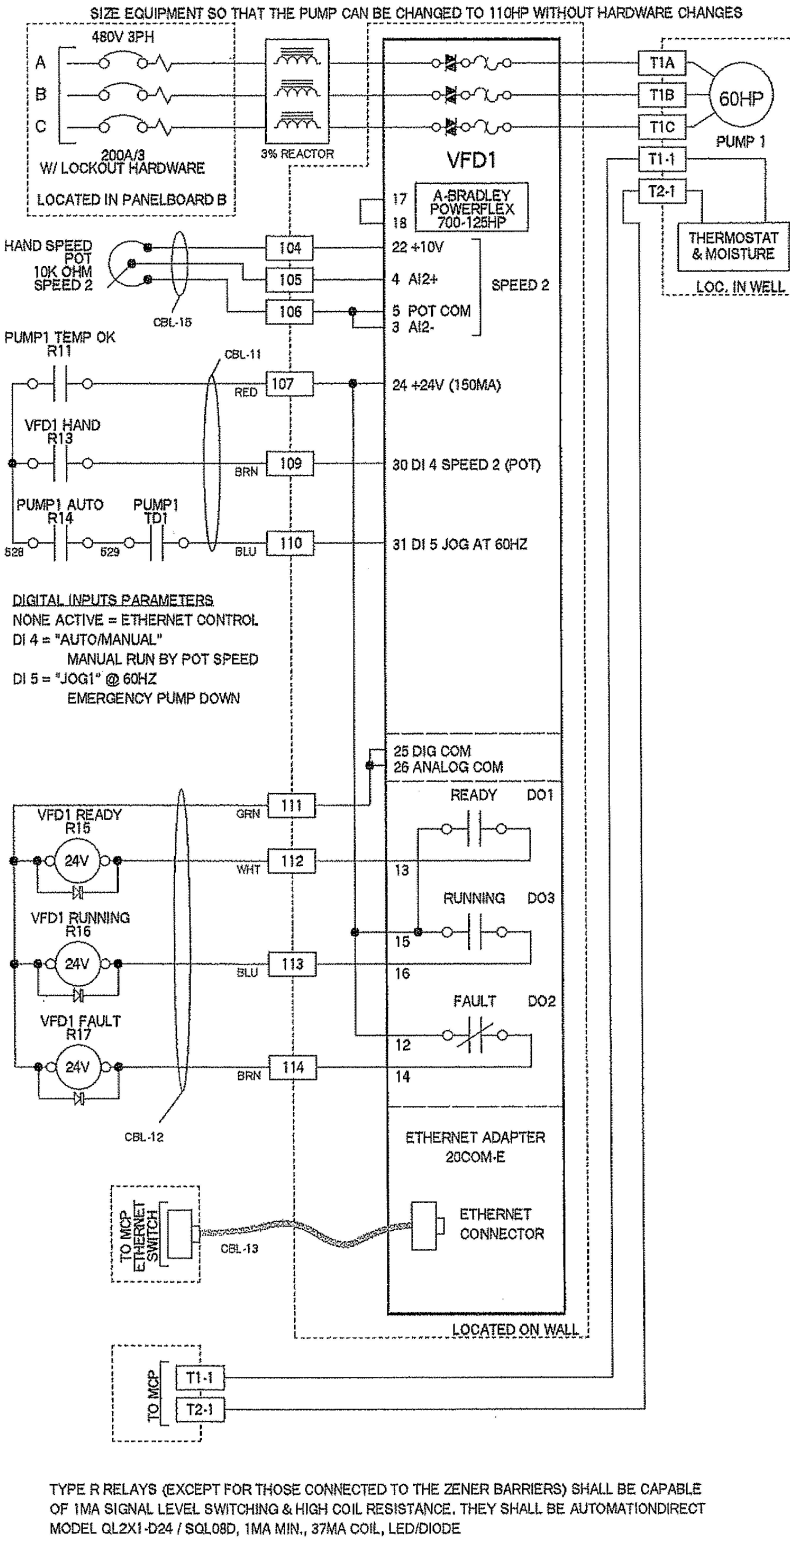 SIZE EQUIPMENT SO THAT THE PUMP CAN BE CHANGED TO 110HP WITHOUT HARDWARE CHANGES
480V 3PH
A
B
C
200A/3
W/ LOCKOUT HARDWARE
LOCATED IN PANELBOARD B
3% REACTOR
VFD1
A-BRADLEY
POWERFLEX
700-125HP
17
18
T1A
T1B
T1C
T1-1
T2-1
60HP
PUMP 1
THERMOSTAT
& MOISTURE
LOC. IN WELL
HAND SPEED
POT
10K OHM
SPEED 2
CBL-15
104
105
106
22 +10V
4 AI2+
5 POT COM
3 AI2-
SPEED 2
PUMP1 TEMP OK
R11
CBL-11
RED
107
24 +24V (150MA)
VFD1 HAND
R13
BRN
109
30 DI 4 SPEED 2 (POT)
PUMP1 AUTO
R14
PUMP1
TD1
528
529
BLU
110
31 DI 5 JOG AT 60HZ
DIGITAL INPUTS PARAMETERS
NONE ACTIVE = ETHERNET CONTROL
DI 4 = "AUTO/MANUAL"
MANUAL RUN BY POT SPEED
DI 5 = "JOG1" @ 60HZ
EMERGENCY PUMP DOWN
25 DIG COM
26 ANALOG COM
GRN
111
READY DO1
VFD1 READY
R15
24V
WHT
112
13
RUNNING DO3
VFD1 RUNNING
R16
24V
15
BLU
113
16
FAULT DO2
VFD1 FAULT
R17
24V
12
BRN
114
14
CBL-12
ETHERNET ADAPTER
20COM-E
TO MCP
ETHERNET
SWITCH
CBL-13
ETHERNET
CONNECTOR
LOCATED ON WALL
TO MCP
T1-1
T2-1
TYPE R RELAYS (EXCEPT FOR THOSE CONNECTED TO THE ZENER BARRIERS) SHALL BE CAPABLE
OF 1MA SIGNAL LEVEL SWITCHING & HIGH COIL RESISTANCE. THEY SHALL BE AUTOMATIONDIRECT
MODEL QL2X1-D24 / SQL08D, 1MA MIN., 37MA COIL, LED/DIODE